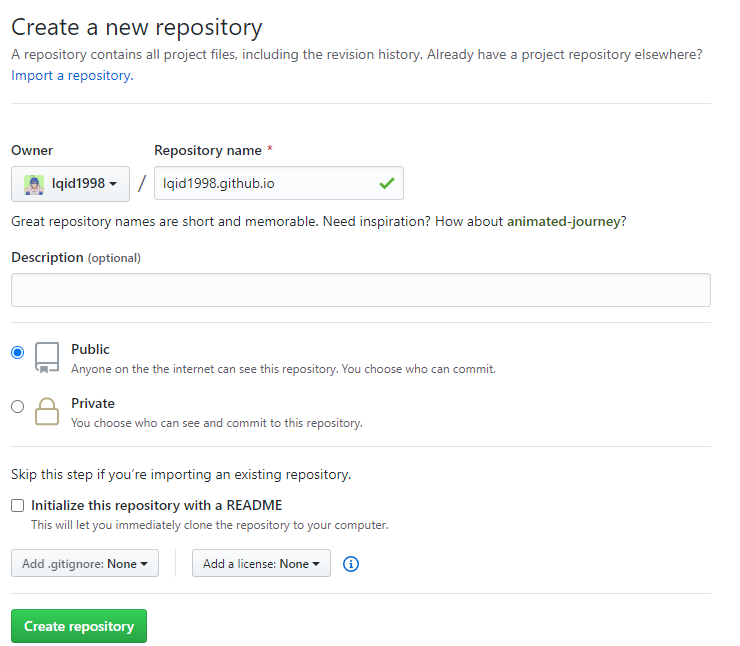 Create a new repository
A repository contains all project files, including the revision history. Already have a project repository elsewhere?
Import a repository.
Owner
Repository name *
lqid1998
/
lqid1998.github.io
Great repository names are short and memorable. Need inspiration? How about animated-journey?
Description (optional)
Public
Anyone on the the internet can see this repository. You choose who can commit.
Private
You choose who can see and commit to this repository.
Skip this step if you’re importing an existing repository.
Initialize this repository with a README
This will let you immediately clone the repository to your computer.
Add .gitignore: None
Add a license: None
Create repository